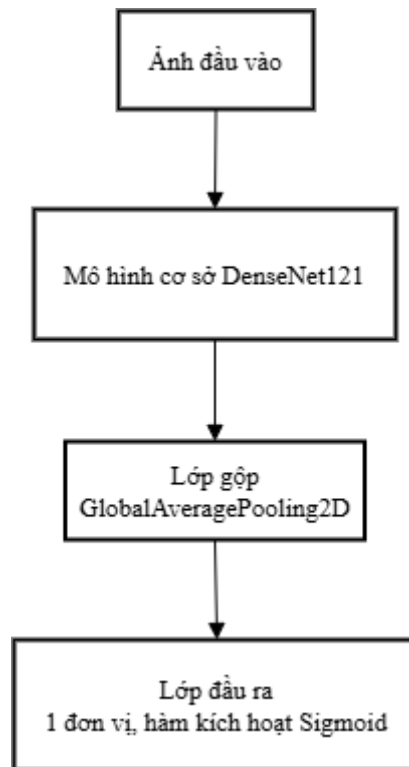 Ảnh đầu vào
Mô hình cơ sở DenseNet121
Lớp gộp
GlobalAveragePooling2D
Lớp đầu ra
1 đơn vị, hàm kích hoạt Sigmoid